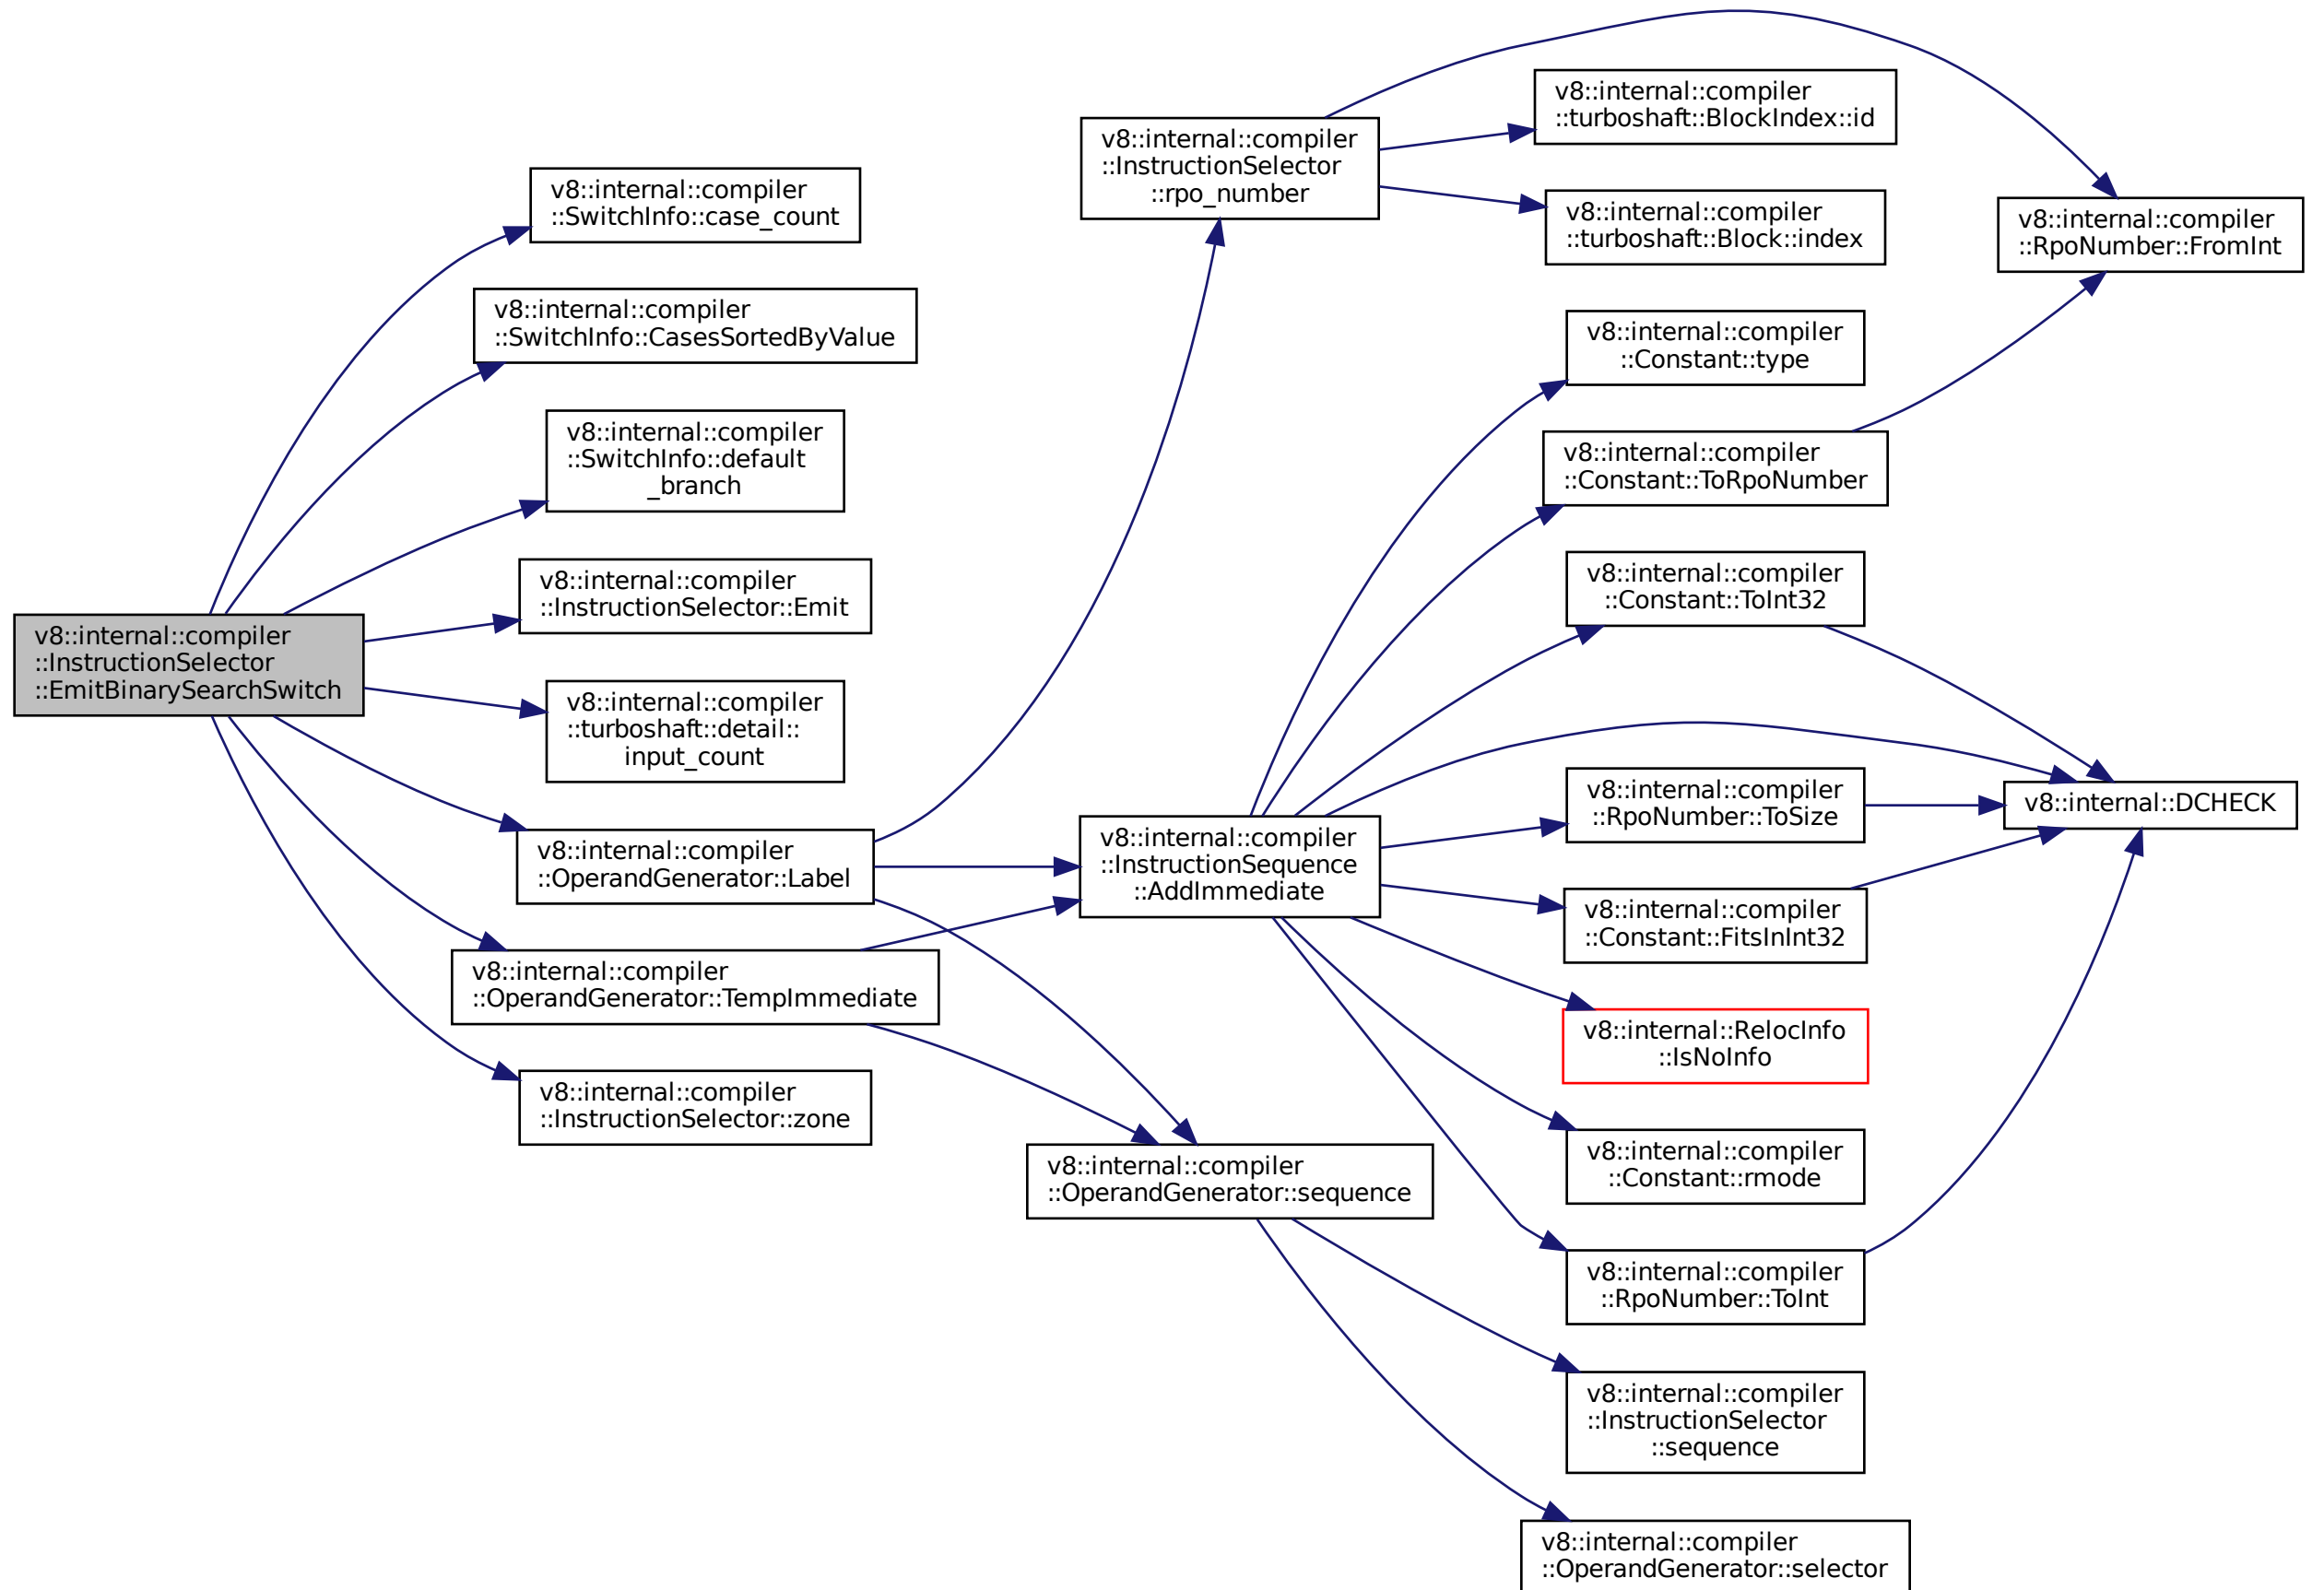 v8::internal::compiler
::InstructionSelector
::EmitBinarySearchSwitch
v8::internal::compiler
::SwitchInfo::case_count
v8::internal::compiler
::SwitchInfo::CasesSortedByValue
v8::internal::compiler
::SwitchInfo::default
_branch
v8::internal::compiler
::InstructionSelector::Emit
v8::internal::compiler
::turboshaft::detail::
input_count
v8::internal::compiler
::OperandGenerator::Label
v8::internal::compiler
::OperandGenerator::TempImmediate
v8::internal::compiler
::InstructionSelector::zone
v8::internal::compiler
::InstructionSelector
::rpo_number
v8::internal::compiler
::InstructionSequence
::AddImmediate
v8::internal::compiler
::OperandGenerator::sequence
v8::internal::compiler
::turboshaft::BlockIndex::id
v8::internal::compiler
::turboshaft::Block::index
v8::internal::compiler
::Constant::type
v8::internal::compiler
::Constant::ToRpoNumber
v8::internal::compiler
::Constant::ToInt32
v8::internal::compiler
::RpoNumber::ToSize
v8::internal::compiler
::Constant::FitsInInt32
v8::internal::RelocInfo
::IsNoInfo
v8::internal::compiler
::Constant::rmode
v8::internal::compiler
::RpoNumber::ToInt
v8::internal::compiler
::InstructionSelector
::sequence
v8::internal::compiler
::OperandGenerator::selector
v8::internal::compiler
::RpoNumber::FromInt
v8::internal::DCHECK